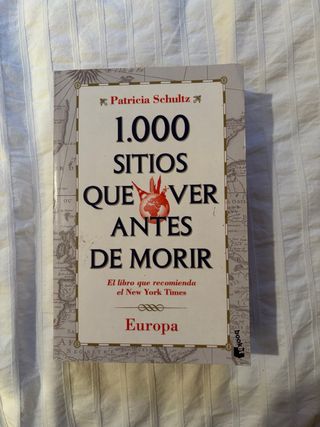 Patricia Schultz
1.000
SITIOS
QUE VER
ANTES
DE MORIR
El libro que recomienda
el New York Times
Europa
booket